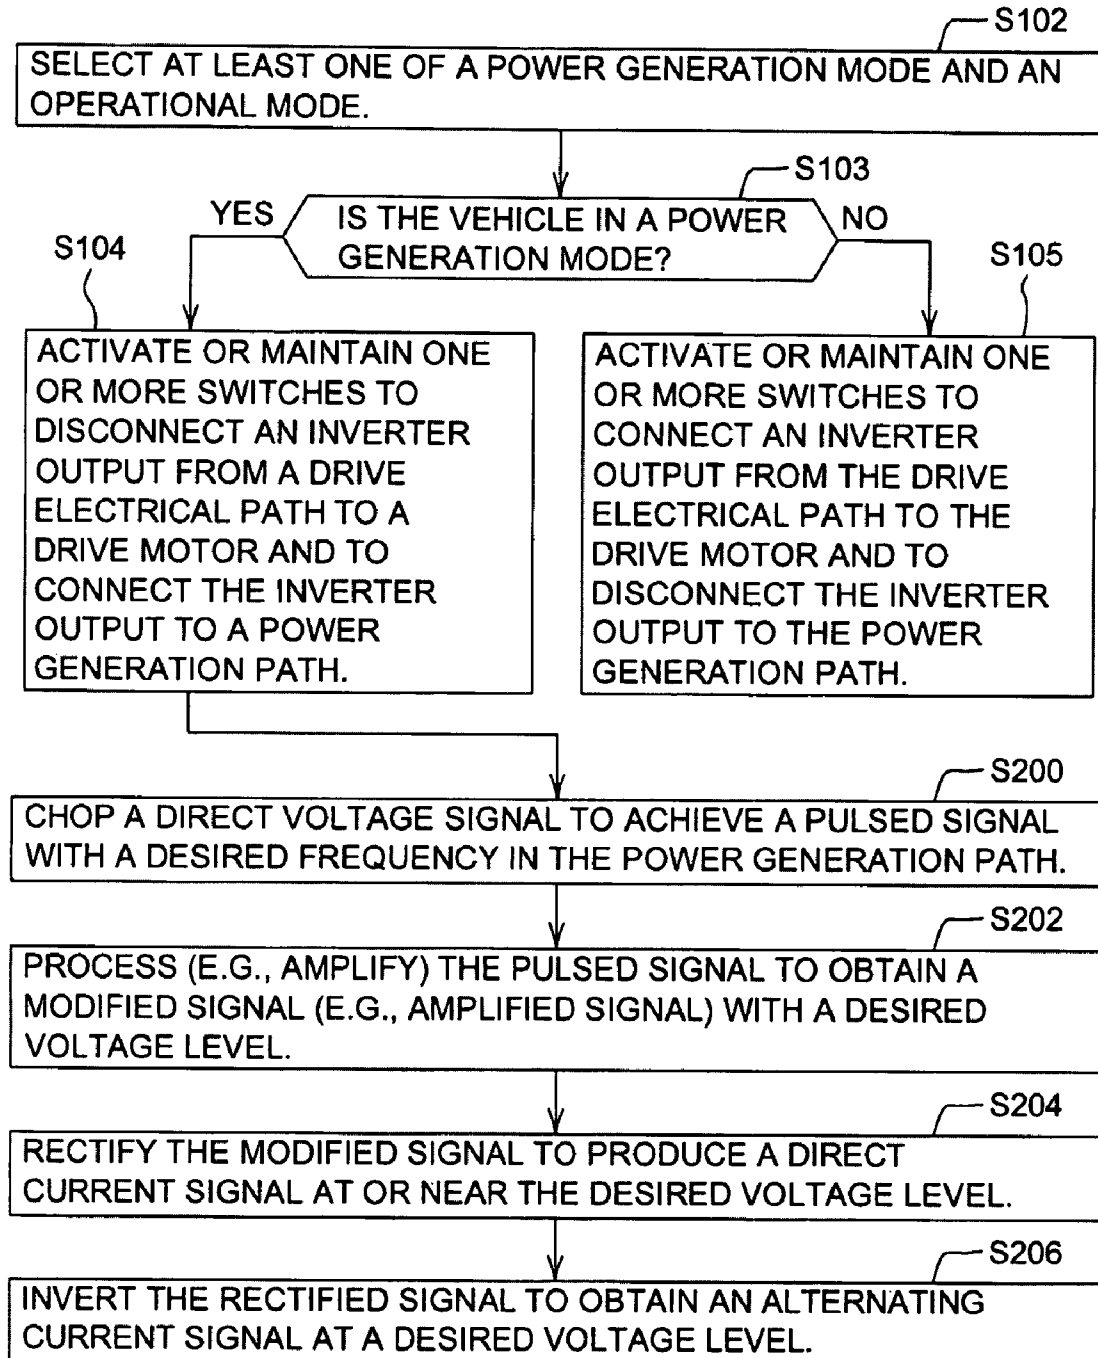 S102
SELECT AT LEAST ONE OF A POWER GENERATION MODE AND AN
OPERATIONAL MODE.
S103
YES
IS THE VEHICLE IN A POWER
GENERATION MODE?
NO
S104
ACTIVATE OR MAINTAIN ONE
OR MORE SWITCHES TO
DISCONNECT AN INVERTER
OUTPUT FROM A DRIVE
ELECTRICAL PATH TO A
DRIVE MOTOR AND TO
CONNECT THE INVERTER
OUTPUT TO A POWER
GENERATION PATH.
S105
ACTIVATE OR MAINTAIN ONE
OR MORE SWITCHES TO
CONNECT AN INVERTER
OUTPUT FROM THE DRIVE
ELECTRICAL PATH TO THE
DRIVE MOTOR AND TO
DISCONNECT THE INVERTER
OUTPUT TO THE POWER
GENERATION PATH.
S200
CHOP A DIRECT VOLTAGE SIGNAL TO ACHIEVE A PULSED SIGNAL
WITH A DESIRED FREQUENCY IN THE POWER GENERATION PATH.
S202
PROCESS (E.G., AMPLIFY) THE PULSED SIGNAL TO OBTAIN A
MODIFIED SIGNAL (E.G., AMPLIFIED SIGNAL) WITH A DESIRED
VOLTAGE LEVEL.
S204
RECTIFY THE MODIFIED SIGNAL TO PRODUCE A DIRECT
CURRENT SIGNAL AT OR NEAR THE DESIRED VOLTAGE LEVEL.
S206
INVERT THE RECTIFIED SIGNAL TO OBTAIN AN ALTERNATING
CURRENT SIGNAL AT A DESIRED VOLTAGE LEVEL.